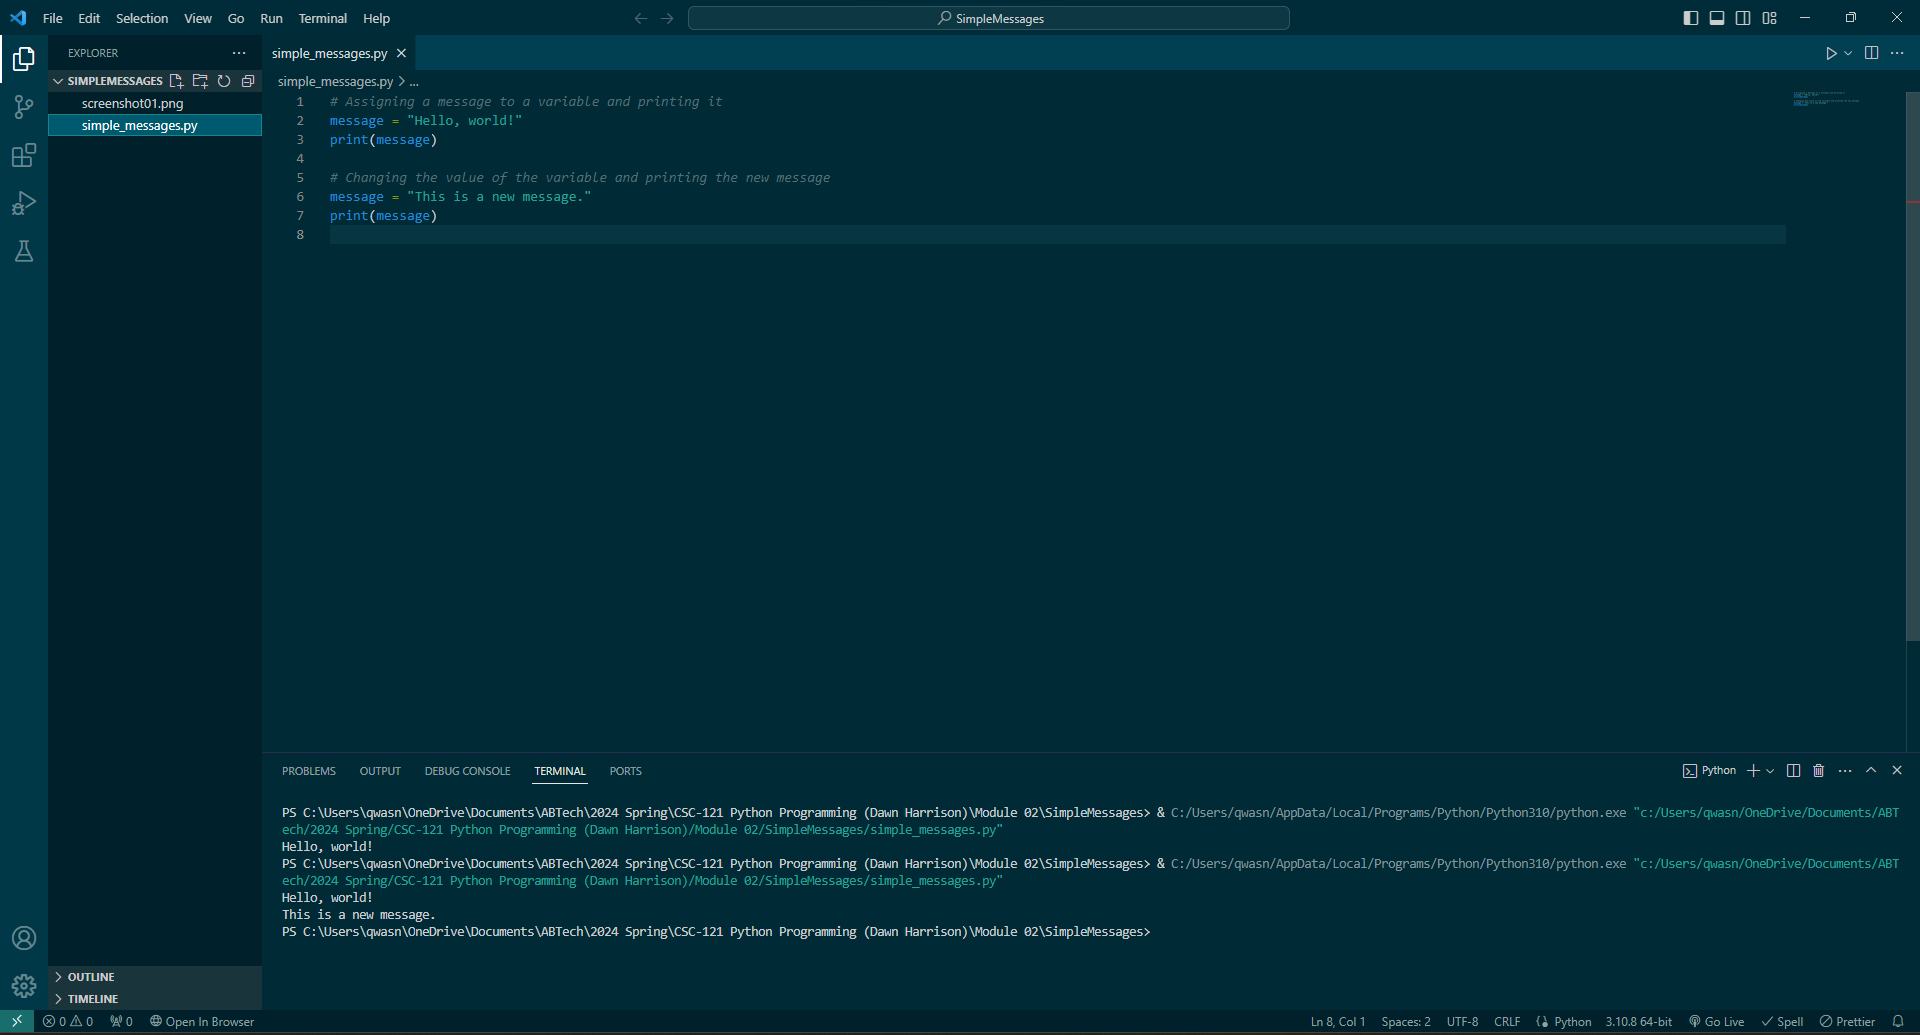 File Edit Selection View Go Run Terminal Help
SimpleMessages
EXPLORER
SIMPLEMESSAGES
screenshot01.png
simple_messages.py
OUTLINE
TIMELINE
simple_messages.py
simple_messages.py > ...
1 # Assigning a message to a variable and printing it
2 message = "Hello, world!"
3 print(message)
4
5 # Changing the value of the variable and printing the new message
6 message = "This is a new message."
7 print(message)
8
PROBLEMS OUTPUT DEBUG CONSOLE TERMINAL PORTS
Python
PS C:\Users\qwasn\OneDrive\Documents\ABTech\2024 Spring\CSC-121 Python Programming (Dawn Harrison)\Module 02\SimpleMessages> & C:/Users/qwasn/AppData/Local/Programs/Python/Python310/python.exe "c:/Users/qwasn/OneDrive/Documents/ABT
ech/2024 Spring/CSC-121 Python Programming (Dawn Harrison)/Module 02/SimpleMessages/simple_messages.py"
Hello, world!
PS C:\Users\qwasn\OneDrive\Documents\ABTech\2024 Spring\CSC-121 Python Programming (Dawn Harrison)\Module 02\SimpleMessages> & C:/Users/qwasn/AppData/Local/Programs/Python/Python310/python.exe "c:/Users/qwasn/OneDrive/Documents/ABT
ech/2024 Spring/CSC-121 Python Programming (Dawn Harrison)/Module 02/SimpleMessages/simple_messages.py"
Hello, world!
This is a new message.
PS C:\Users\qwasn\OneDrive\Documents\ABTech\2024 Spring\CSC-121 Python Programming (Dawn Harrison)\Module 02\SimpleMessages>
0 0 0 Open In Browser Ln 8, Col 1 Spaces: 2 UTF-8 CRLF Python 3.10.8 64-bit Go Live Spell Prettier